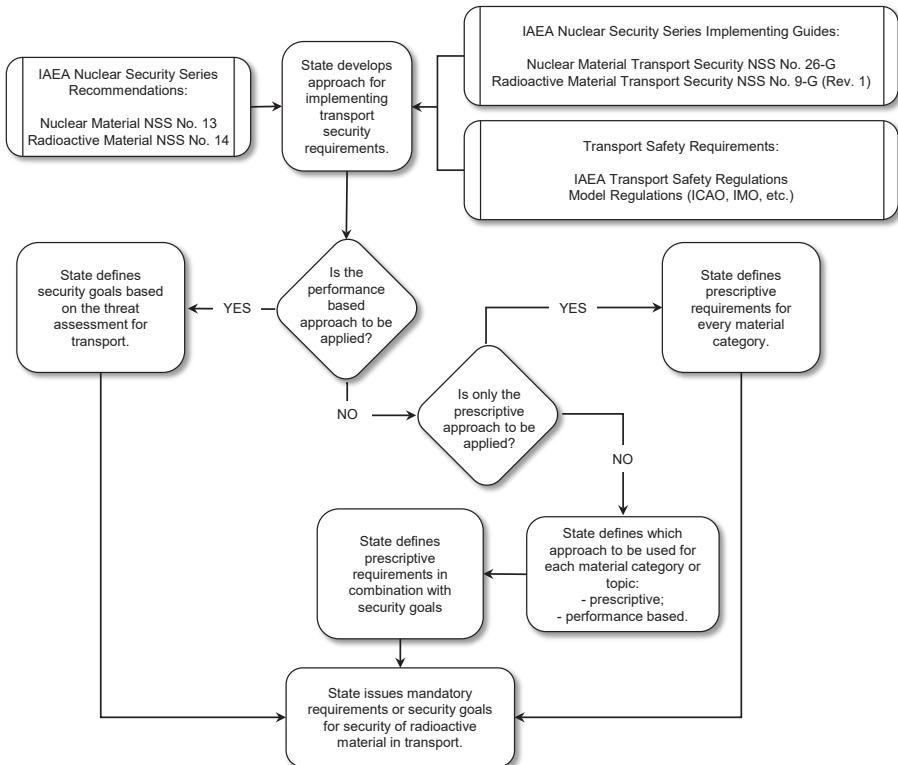 IAEA Nuclear Security Series
Recommendations:
Nuclear Material NSS No. 13
Radioactive Material NSS No. 14
State develops
approach for
implementing
transport
security
requirements.
IAEA Nuclear Security Series Implementing Guides:
Nuclear Material Transport Security NSS No. 26-G
Radioactive Material Transport Security NSS No. 9-G (Rev. 1)
Transport Safety Requirements:
IAEA Transport Safety Regulations
Model Regulations (ICAO, IMO, etc.)
State defines
security goals based
on the threat
assessment for
transport.
YES
Is the
performance
based
approach to be
applied?
NO
Is only the
prescriptive
approach to be
applied?
YES
State defines
prescriptive
requirements for
every material
category.
NO
State defines which
approach to be used for
each material category or
topic:
- prescriptive;
- performance based.
State defines
prescriptive
requirements in
combination with
security goals
State issues mandatory
requirements or security goals
for security of radioactive
material in transport.